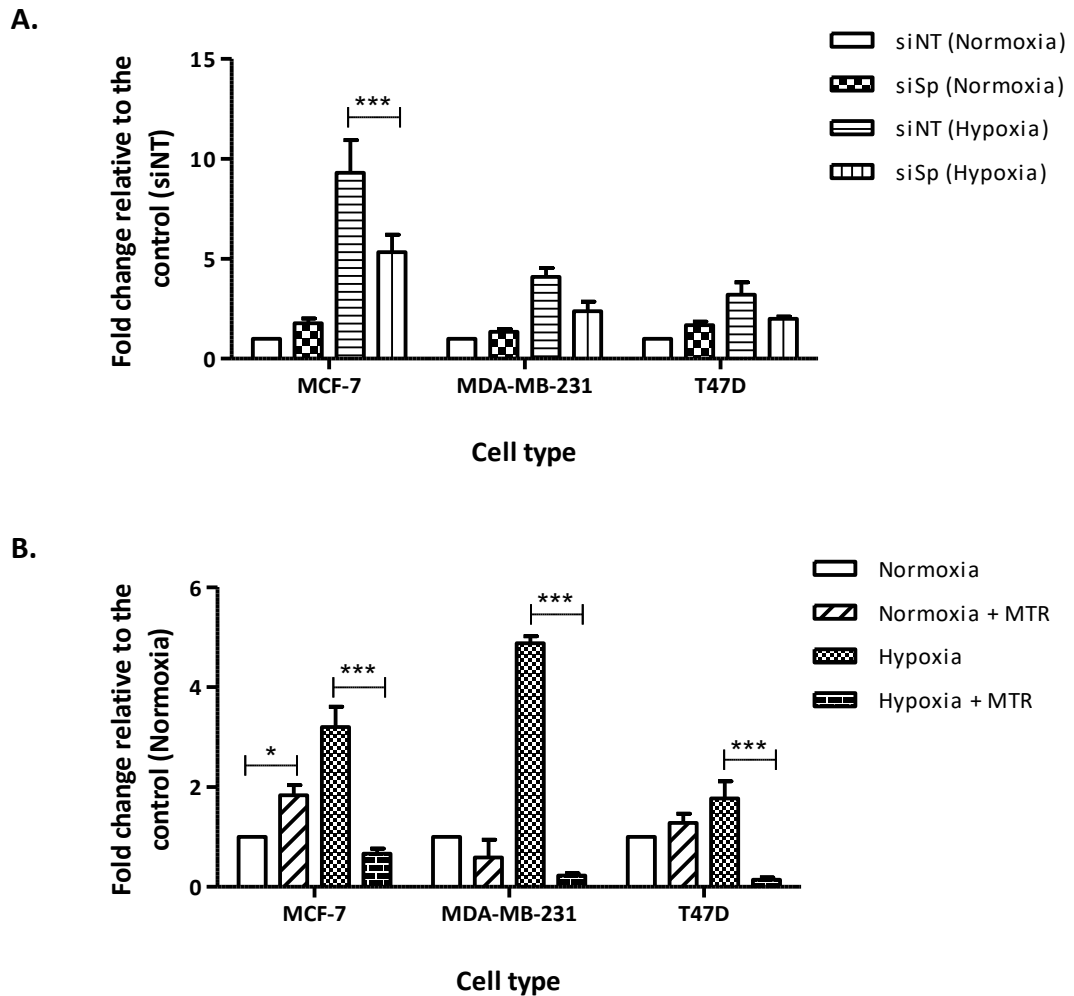 A.
Fold change relative to the
control (siNT)
15
10
5
0
***
MCF-7
MDA-MB-231
T47D
Cell type
siNT (Normoxia)
siSp (Normoxia)
siNT (Hypoxia)
siSp (Hypoxia)
B.
Fold change relative to the
control (Normoxia)
6
4
2
0
*
***
***
***
MCF-7
MDA-MB-231
T47D
Cell type
Normoxia
Normoxia + MTR
Hypoxia
Hypoxia + MTR